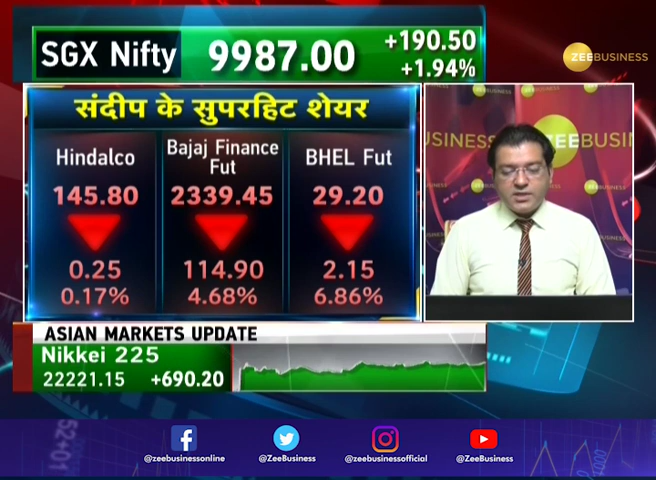 SGX Nifty
9987.00
+190.50
+1.94%
ZEEBUSINESS
संदीप के सुपरहिट शेयर
Hindalco
145.80
0.25
0.17%
Bajaj Finance
Fut
2339.45
114.90
4.68%
BHEL Fut
29.20
2.15
6.86%
USINESS
ZEEBUSIN
ASIAN MARKETS UPDATE
Nikkei 225
22221.15 +690.20
@zeebusinessonline
@ZeeBusiness
@zeebusinessofficial
@ZeeBusiness